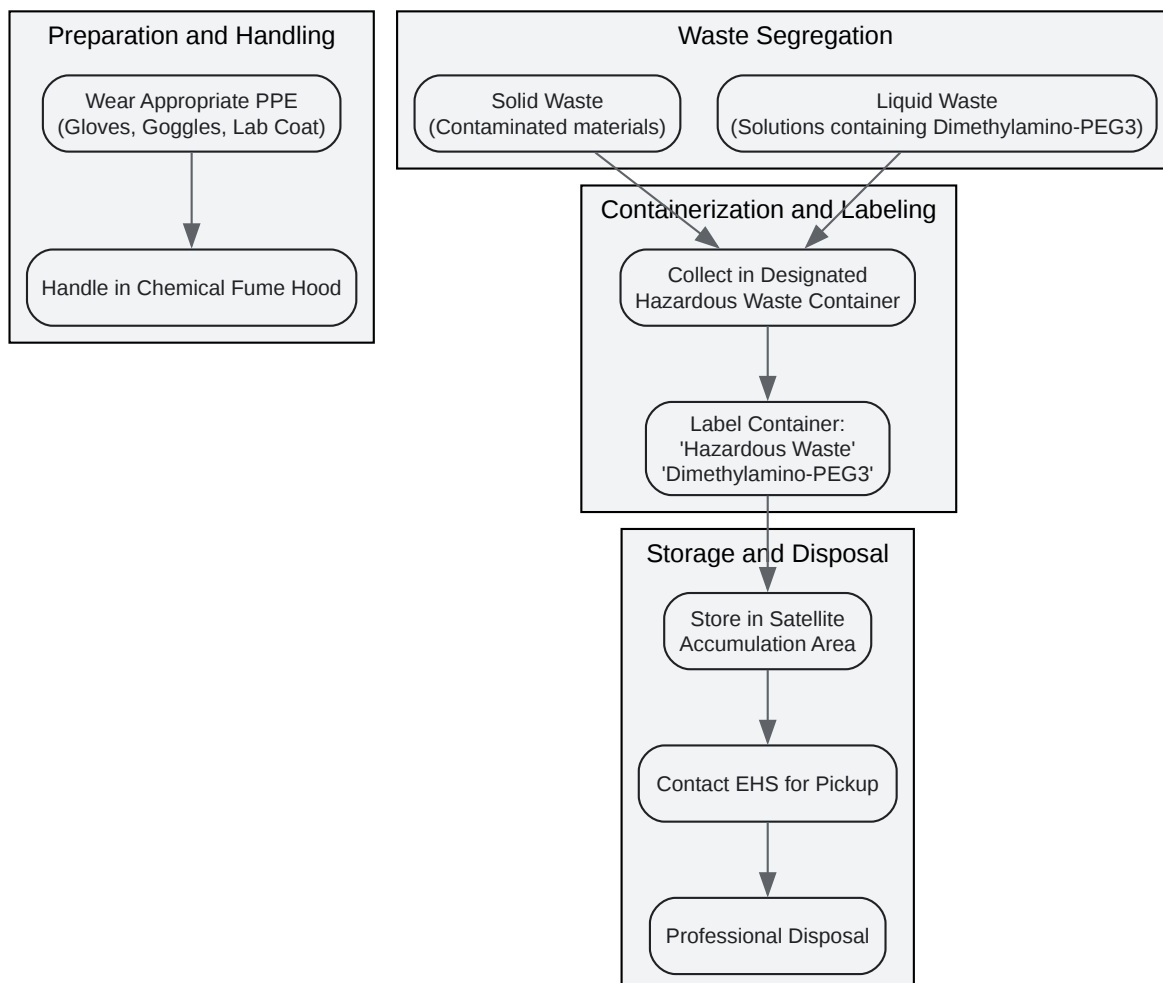 Preparation and Handling
Wear Appropriate PPE
(Gloves, Goggles, Lab Coat)
Handle in Chemical Fume Hood
Waste Segregation
Solid Waste
(Contaminated materials)
Liquid Waste
(Solutions containing Dimethylamino-PEG3)
Containerization and Labeling
Collect in Designated
Hazardous Waste Container
Label Container:
'Hazardous Waste'
'Dimethylamino-PEG3'
Storage and Disposal
Store in Satellite
Accumulation Area
Contact EHS for Pickup
Professional Disposal